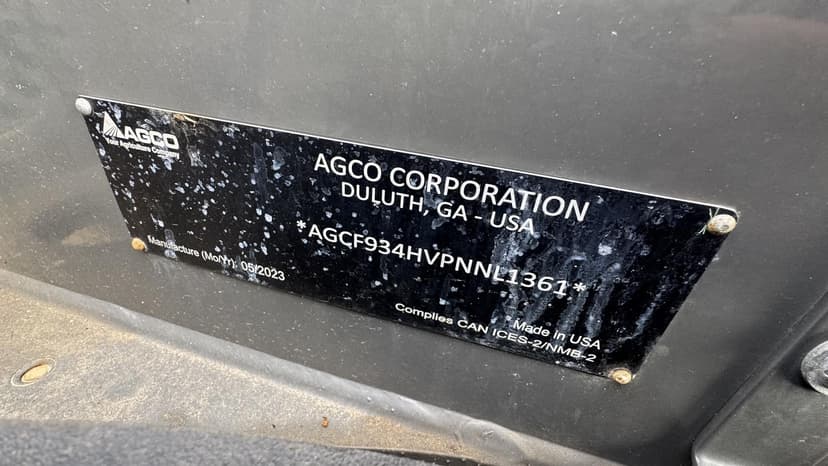 AGCO
Your Agriculture Company
AGCO CORPORATION
DULUTH, GA - USA
*AGCF934HVPNNL1361*
Manufacture (Mo/Yr): 05/2023
Made in USA
Complies CAN ICES-2/NMB-2